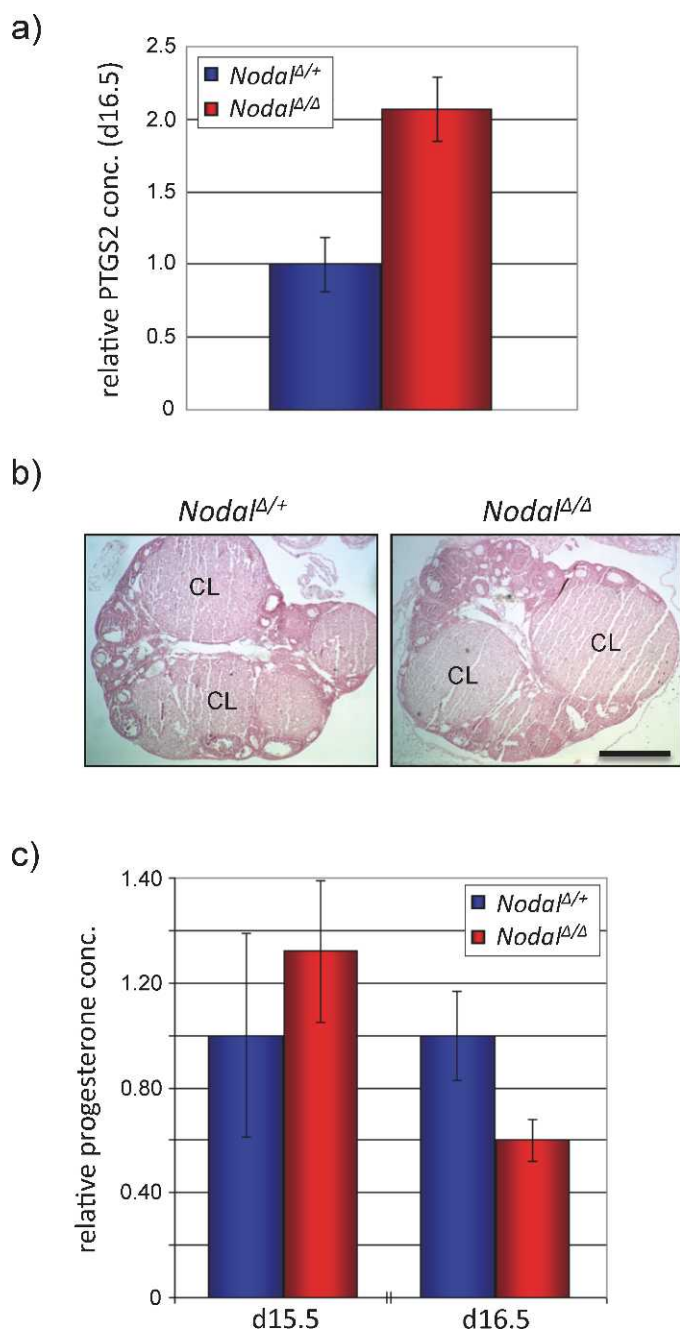 a)
relative PTGS2 conc. (d16.5)
2.5
2.0
1.5
1.0
0.5
0
Nodal^Δ/+
Nodal^Δ/Δ
b)
Nodal^Δ/+
Nodal^Δ/Δ
CL
CL
CL
CL
c)
relative progesterone conc.
1.40
1.20
0.80
0.40
0
Nodal^Δ/+
Nodal^Δ/Δ
d15.5
d16.5